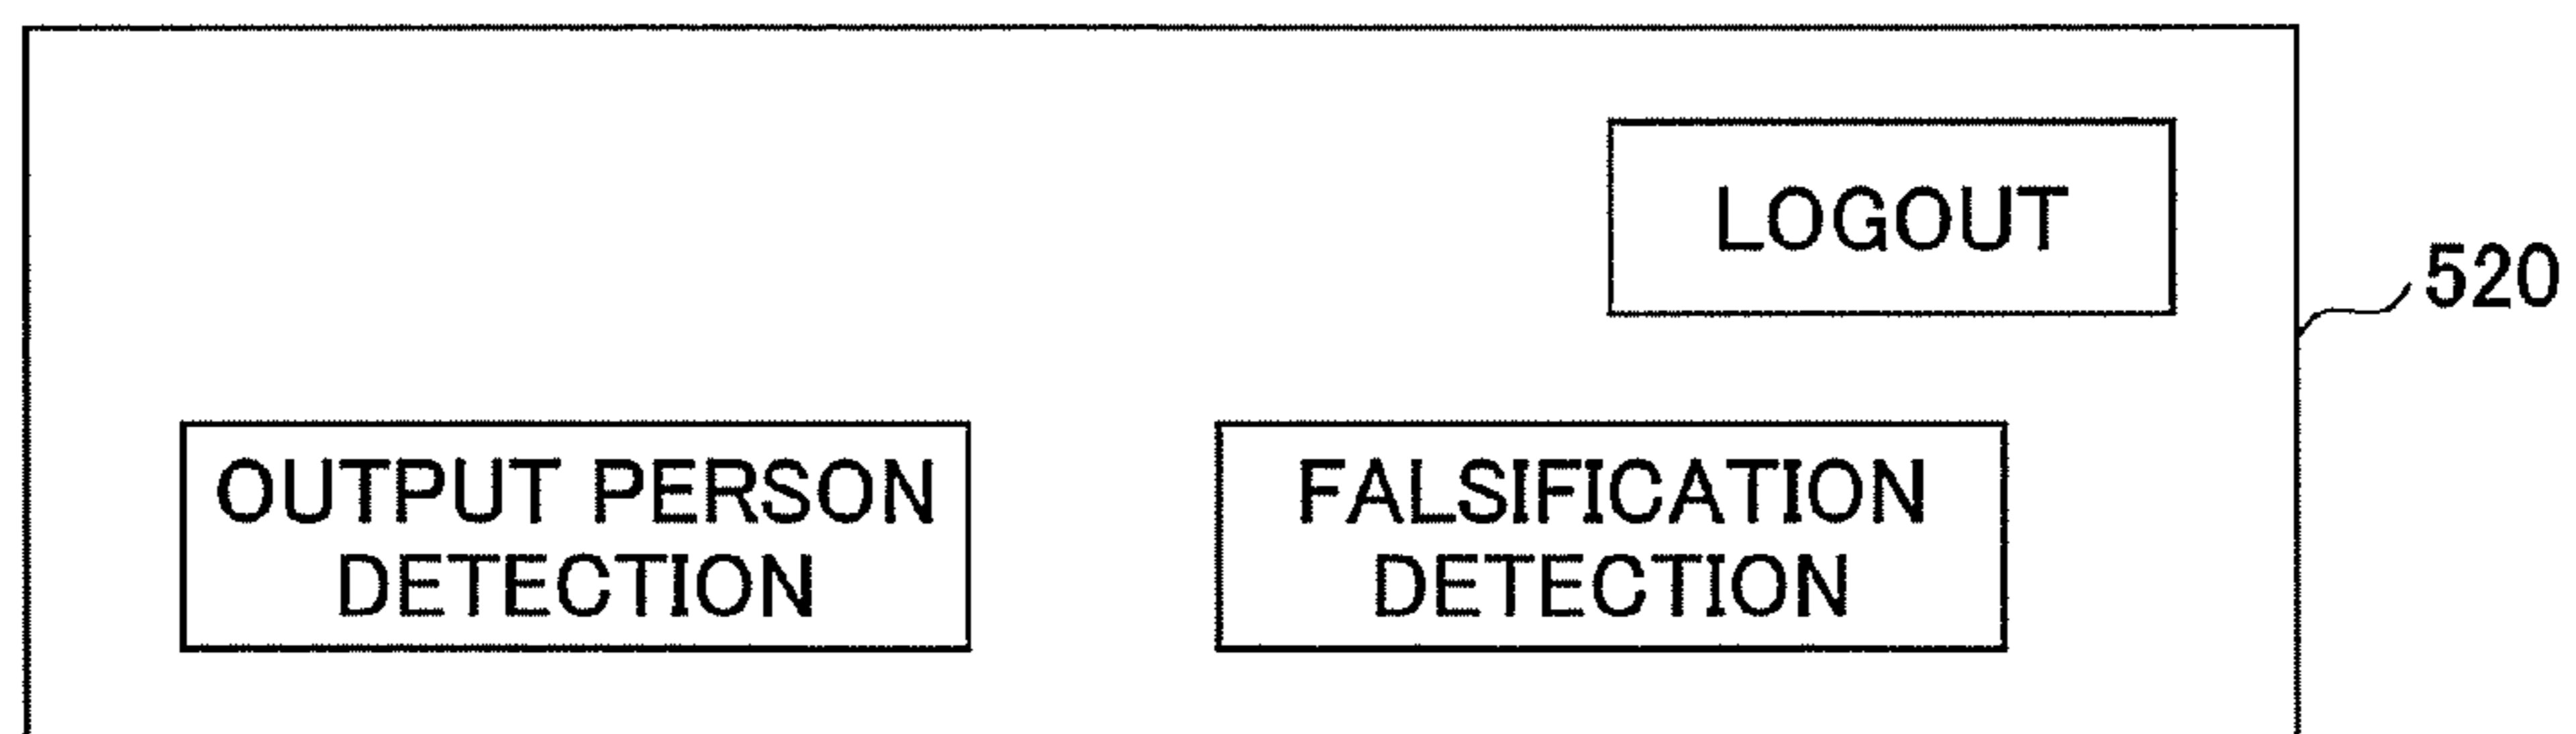 LOGOUT
520
OUTPUT PERSON
DETECTION
FALSIFICATION
DETECTION